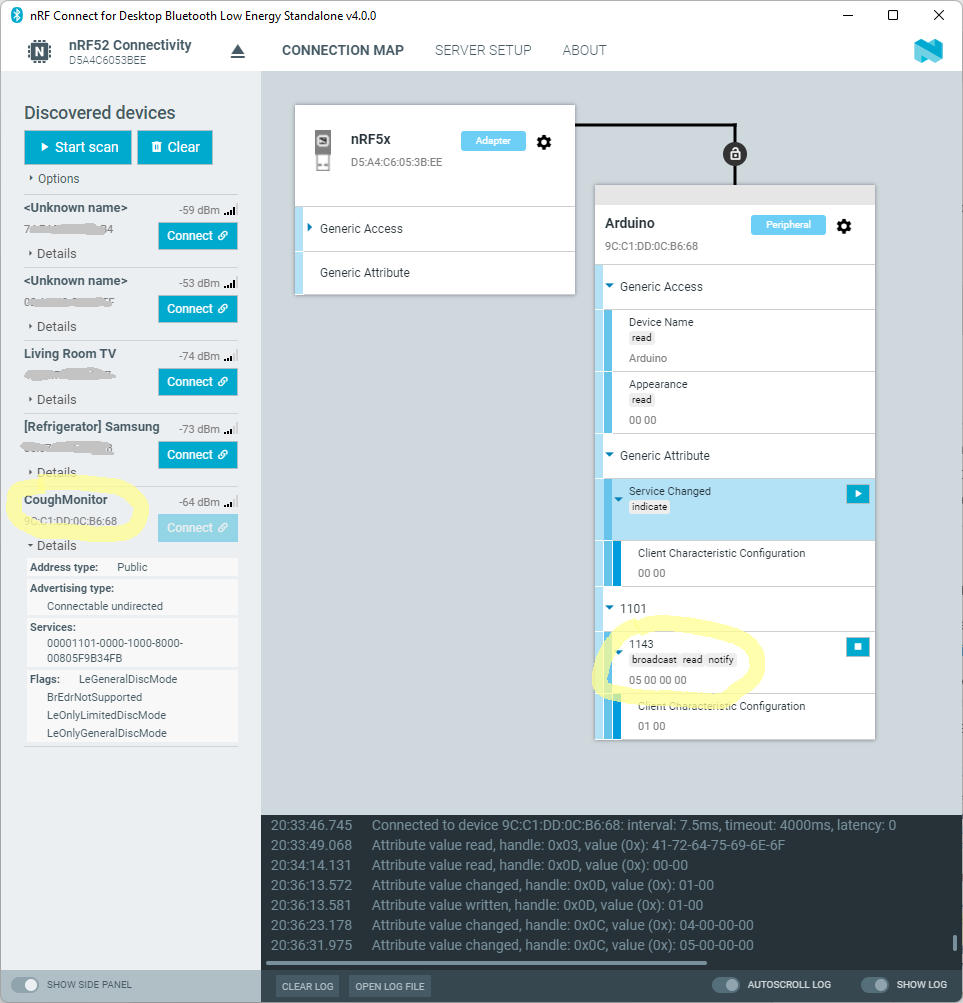 nRF Connect for Desktop Bluetooth Low Energy Standalone v4.0.0
nRF52 Connectivity
D5A4C6053BEE
CONNECTION MAP
SERVER SETUP
ABOUT
Discovered devices
Start scan
Clear
Options
<Unknown name>
-59 dBm
Connect
Details
<Unknown name>
-53 dBm
Connect
Details
Living Room TV
-74 dBm
Connect
Details
[Refrigerator] Samsung
-73 dBm
Connect
Details
CoughMonitor
-64 dBm
9C:C1:DD:0C:B6:68
Connect
Details
Address type: Public
Advertising type:
Connectable undirected
Services:
00001101-0000-1000-8000-
00805F9B34FB
Flags: LeGeneralDiscMode
BrEdrNotSupported
LeOnlyLimitedDiscMode
LeOnlyGeneralDiscMode
SHOW SIDE PANEL
nRF5x
Adapter
D5:A4:C6:05:3B:EE
Generic Access
Generic Attribute
Arduino
Peripheral
9C:C1:DD:0C:B6:68
Generic Access
Device Name
read
Arduino
Appearance
read
00 00
Generic Attribute
Service Changed
indicate
Client Characteristic Configuration
00 00
1101
1143
broadcast read notify
05 00 00 00
Client Characteristic Configuration
01 00
20:33:46.745 Connected to device 9C:C1:DD:0C:B6:68: interval: 7.5ms, timeout: 4000ms, latency: 0
20:33:49.068 Attribute value read, handle: 0x03, value (0x): 41-72-64-75-69-6E-6F
20:34:14.131 Attribute value read, handle: 0x0D, value (0x): 00-00
20:36:13.572 Attribute value changed, handle: 0x0D, value (0x): 01-00
20:36:13.581 Attribute value written, handle: 0x0D, value (0x): 01-00
20:36:23.178 Attribute value changed, handle: 0x0C, value (0x): 04-00-00-00
20:36:31.975 Attribute value changed, handle: 0x0C, value (0x): 05-00-00-00
CLEAR LOG
OPEN LOG FILE
AUTOSCROLL LOG
SHOW LOG